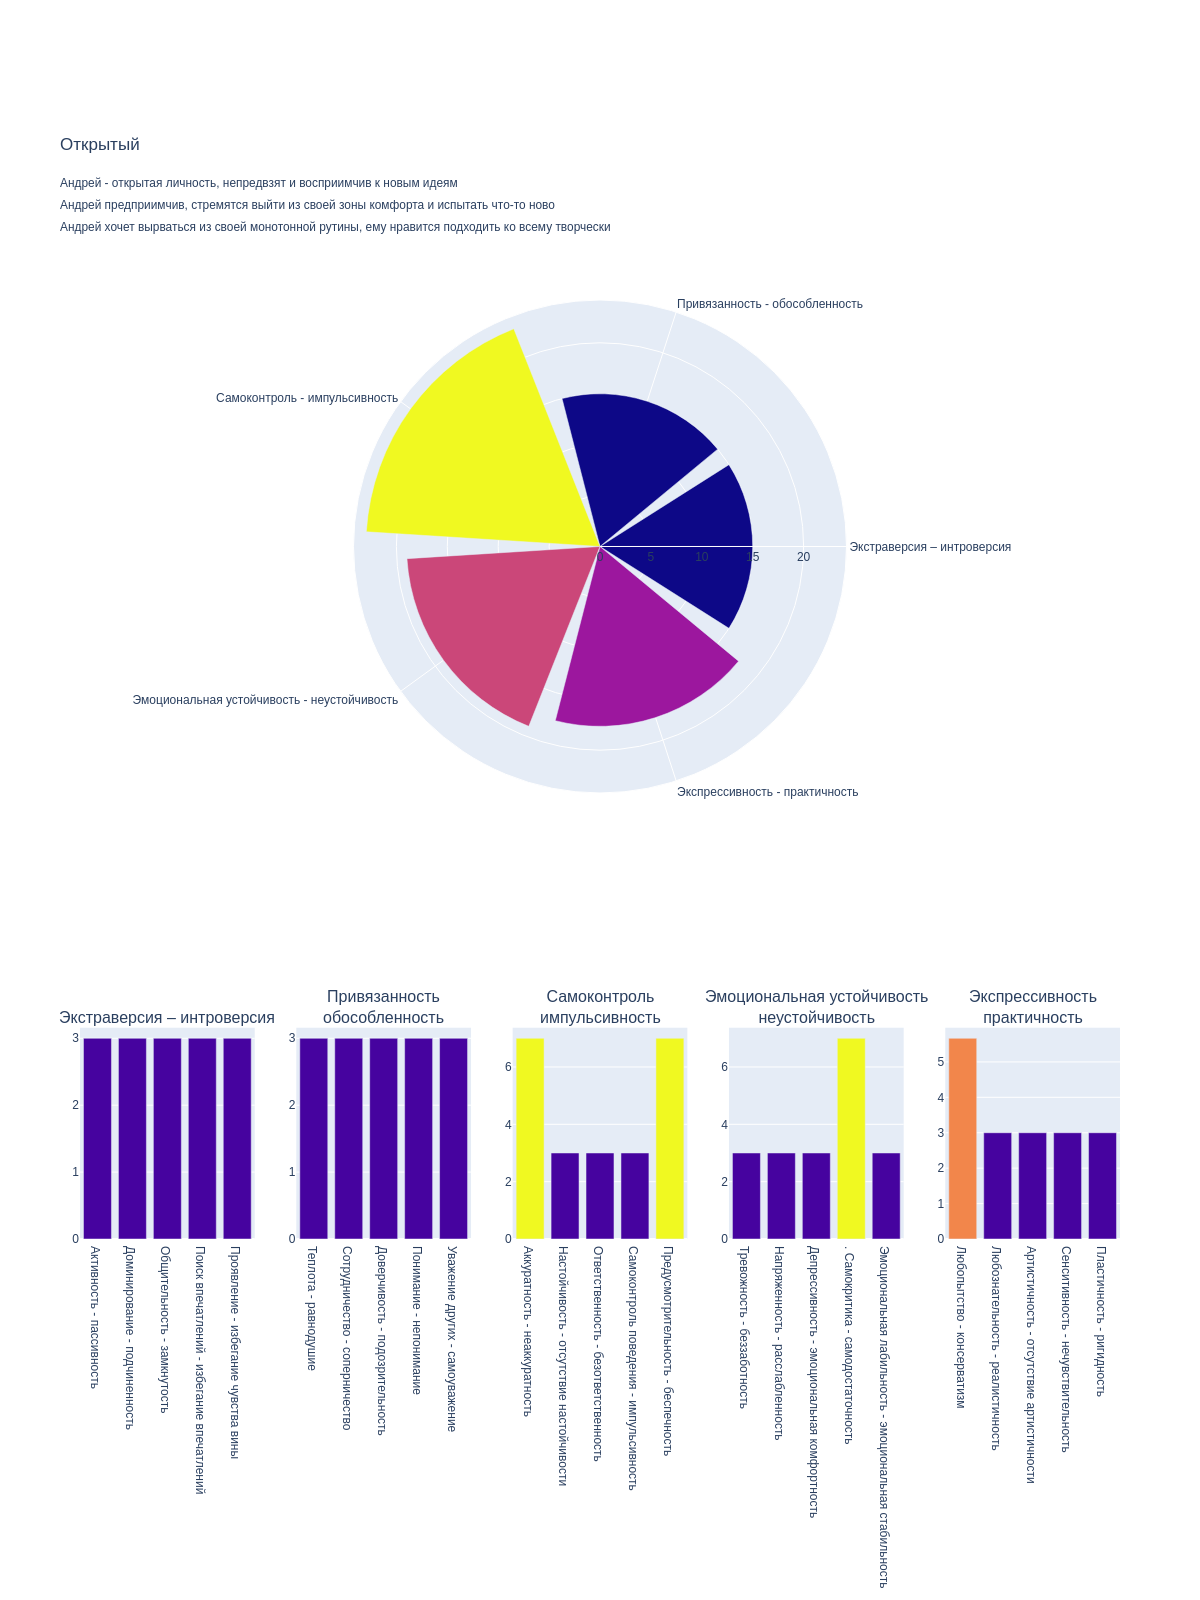 Открытый
Андрей - открытая личность, непредвзят и восприимчив к новым идеям
Андрей предприимчив, стремятся выйти из своей зоны комфорта и испытать что-то ново
Андрей хочет вырваться из своей монотонной рутины, ему нравится подходить ко всему творчески
Привязанность - обособленность
Самоконтроль - импульсивность
Экстраверсия – интроверсия
0 5 10 15 20
Эмоциональная устойчивость - неустойчивость
Экспрессивность - практичность
Экстраверсия – интроверсия
3
2
1
0
Активность - пассивность
Доминирование - подчиненность
Общительность - замкнутость
Поиск впечатлений - избегание впечатлений
Проявление - избегание чувства вины
Привязанность
обособленность
3
2
1
0
Теплота - равнодушие
Сотрудничество - соперничество
Доверчивость - подозрительность
Понимание - непонимание
Уважение других - самоуважение
Самоконтроль
импульсивность
6
4
2
0
Аккуратность - неаккуратность
Настойчивость - отсутствие настойчивости
Ответственность - безответственность
Самоконтроль поведения - импульсивность
Предусмотрительность - беспечность
Эмоциональная устойчивость
неустойчивость
6
4
2
0
Тревожность - беззаботность
Напряженность - расслабленность
Депрессивность - эмоциональная комфортность
. Самокритика - самодостаточность
Эмоциональная лабильность - эмоциональная стабильность
Экспрессивность
практичность
5
4
3
2
1
0
Любопытство - консерватизм
Любознательность - реалистичность
Артистичность - отсутствие артистичности
Сенситивность - нечувствительность
Пластичность - ригидность